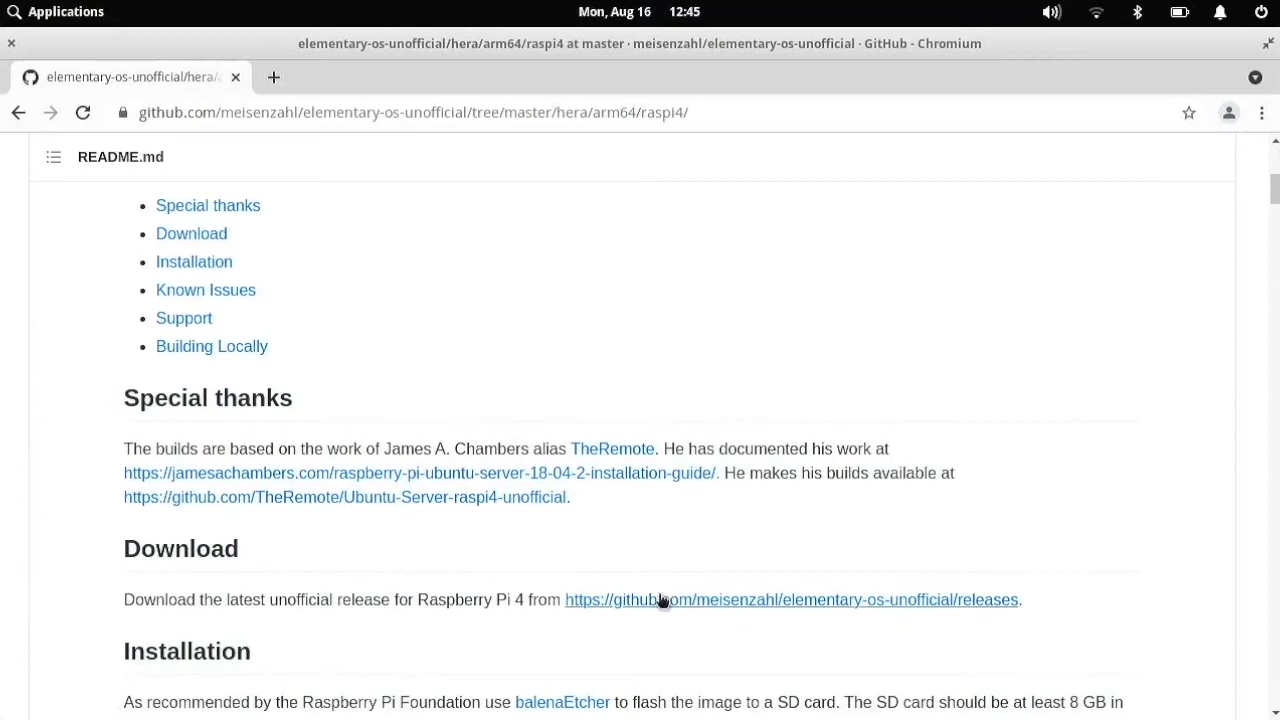 Applications
Mon, Aug 16 12:45
elementary-os-unofficial/hera/arm64/raspi4 at master · meisenzahl/elementary-os-unofficial · GitHub - Chromium
elementary-os-unofficial/hera/a
github.com/meisenzahl/elementary-os-unofficial/tree/master/hera/arm64/raspi4/
README.md
• Special thanks
• Download
• Installation
• Known Issues
• Support
• Building Locally
Special thanks
The builds are based on the work of James A. Chambers alias TheRemote. He has documented his work at
https://jamesachambers.com/raspberry-pi-ubuntu-server-18-04-2-installation-guide/. He makes his builds available at
https://github.com/TheRemote/Ubuntu-Server-raspi4-unofficial.
Download
Download the latest unofficial release for Raspberry Pi 4 from https://github.com/meisenzahl/elementary-os-unofficial/releases.
Installation
As recommended by the Raspberry Pi Foundation use balenaEtcher to flash the image to a SD card. The SD card should be at least 8 GB in